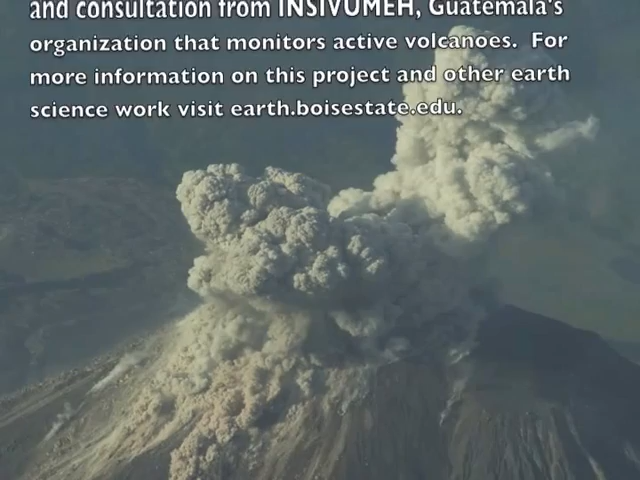 and consultation from INSIVUMEH, Guatemala's
organization that monitors active volcanoes. For
more information on this project and other earth
science work visit earth.boisestate.edu.